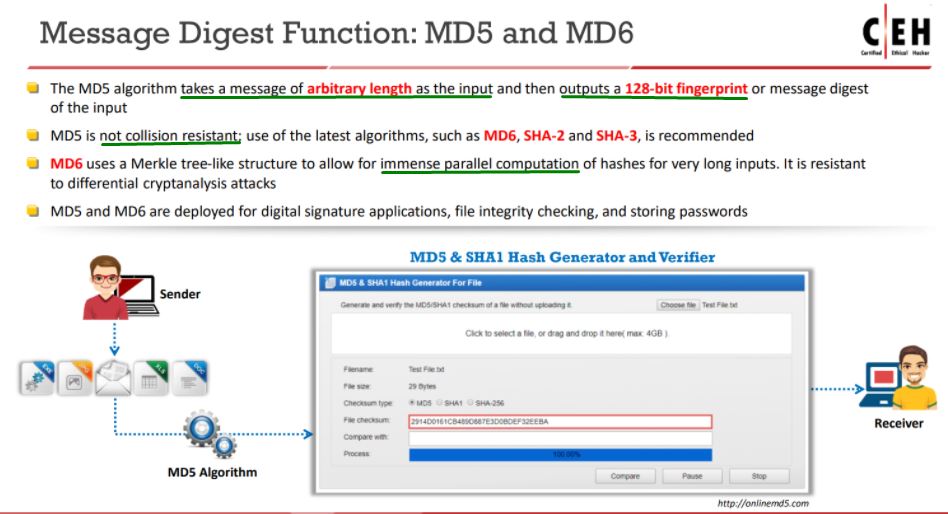 Message Digest Function: MD5 and MD6
C|EH
Certified Ethical Hacker
The MD5 algorithm takes a message of arbitrary length as the input and then outputs a 128-bit fingerprint or message digest
of the input
MD5 is not collision resistant; use of the latest algorithms, such as MD6, SHA-2 and SHA-3, is recommended
MD6 uses a Merkle tree-like structure to allow for immense parallel computation of hashes for very long inputs. It is resistant
to differential cryptanalysis attacks
MD5 and MD6 are deployed for digital signature applications, file integrity checking, and storing passwords
MD5 & SHA1 Hash Generator and Verifier
Sender
EXE
XLS
DOC
MD5 Algorithm
MD5 & SHA1 Hash Generator For File
Generate and verify the MD5/SHA1 checksum of a file without uploading it.
Choose file Test File.txt
Click to select a file, or drag and drop it here( max: 4GB ).
Filename: Test File.txt
File size: 29 Bytes
Checksum type: MD5 SHA1 SHA-256
File checksum: 2914D0161CB489D887E3D0BDEF32EEBA
Compare with:
Process: 100.00%
Compare Pause Stop
Receiver
http://onlinemd5.com